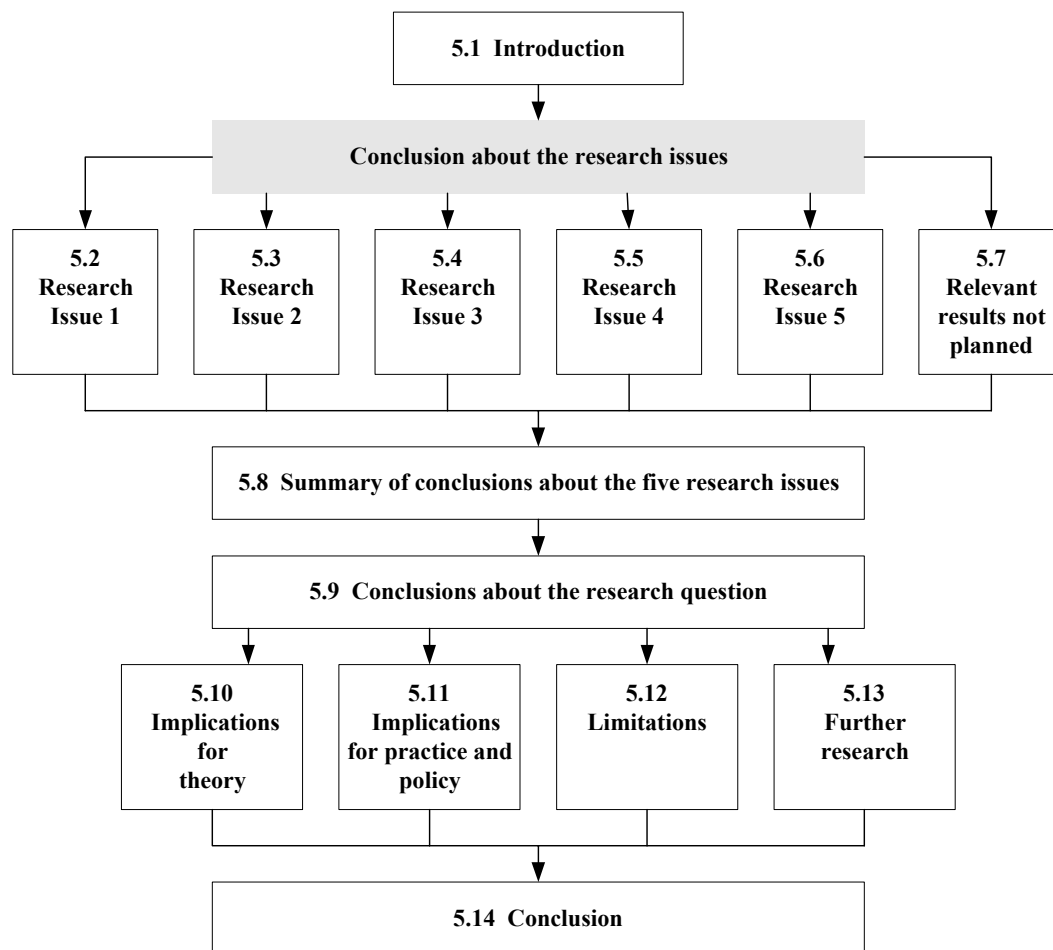 5.1 Introduction
Conclusion about the research issues
5.2
Research
Issue 1
5.3
Research
Issue 2
5.4
Research
Issue 3
5.5
Research
Issue 4
5.6
Research
Issue 5
5.7
Relevant
results not
planned
5.8 Summary of conclusions about the five research issues
5.9 Conclusions about the research question
5.10
Implications
for
theory
5.11
Implications
for practice and
policy
5.12
Limitations
5.13
Further
research
5.14 Conclusion